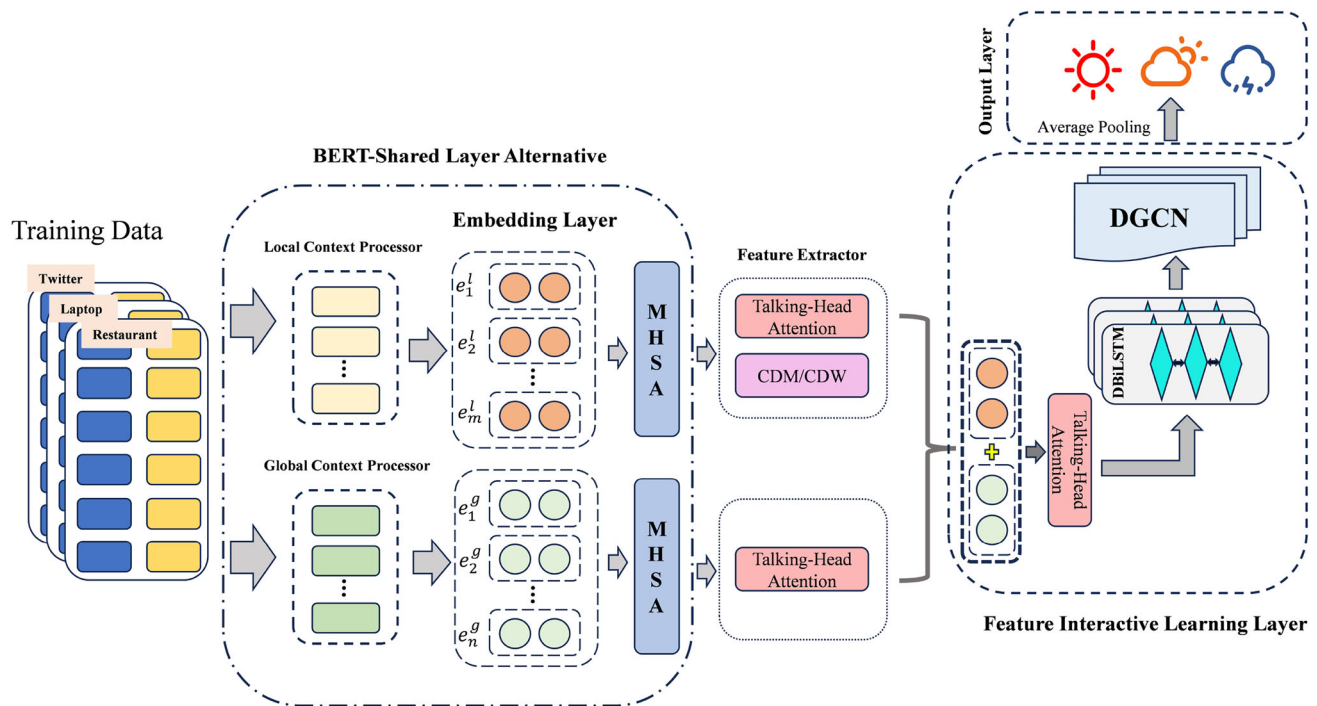 Training Data
Twitter
Laptop
Restaurant
BERT-Shared Layer Alternative
Local Context Processor
Embedding Layer
e_1^l
e_2^l
e_m^l
MHSA
Global Context Processor
e_1^g
e_2^g
e_n^g
MHSA
Feature Extractor
Talking-Head
Attention
CDM/CDW
Talking-Head
Attention
Talking-Head
Attention
DBiLSTM
DGCN
Feature Interactive Learning Layer
Output Layer
Average Pooling